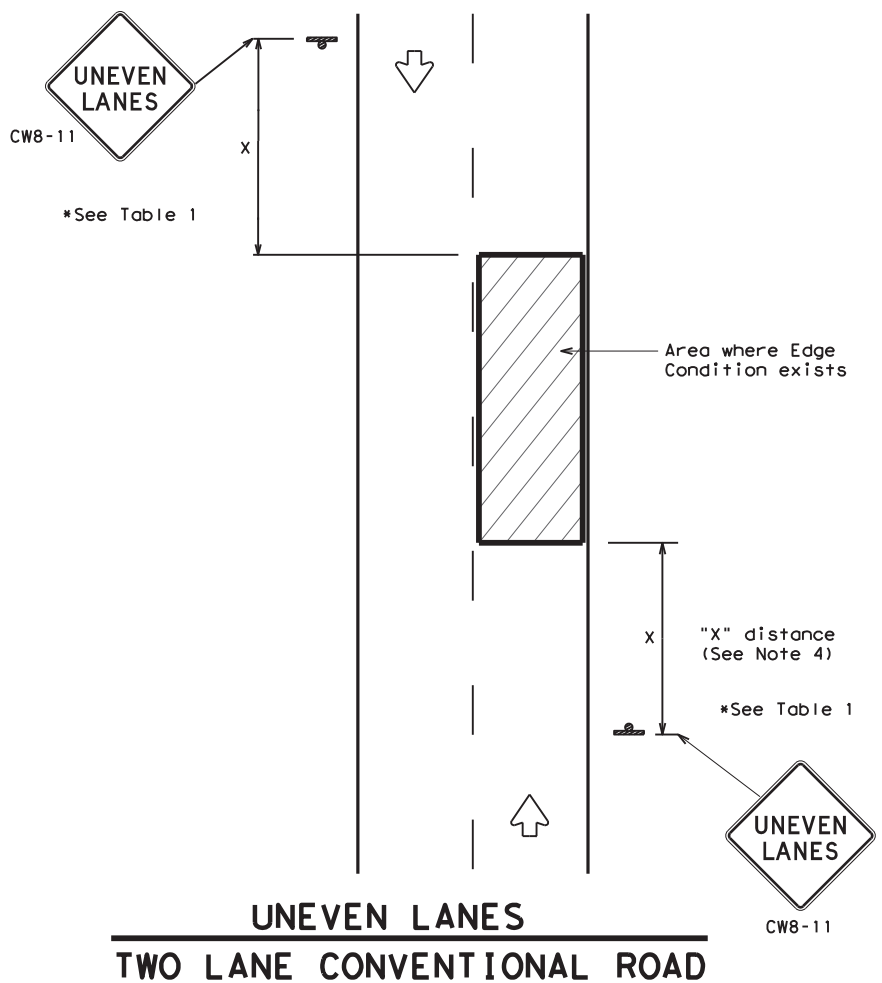 UNEVEN
LANES
CW8-11
X
*See Table 1
Area where Edge
Condition exists
X
"X" distance
(See Note 4)
*See Table 1
UNEVEN
LANES
CW8-11
UNEVEN LANES
TWO LANE CONVENTIONAL ROAD